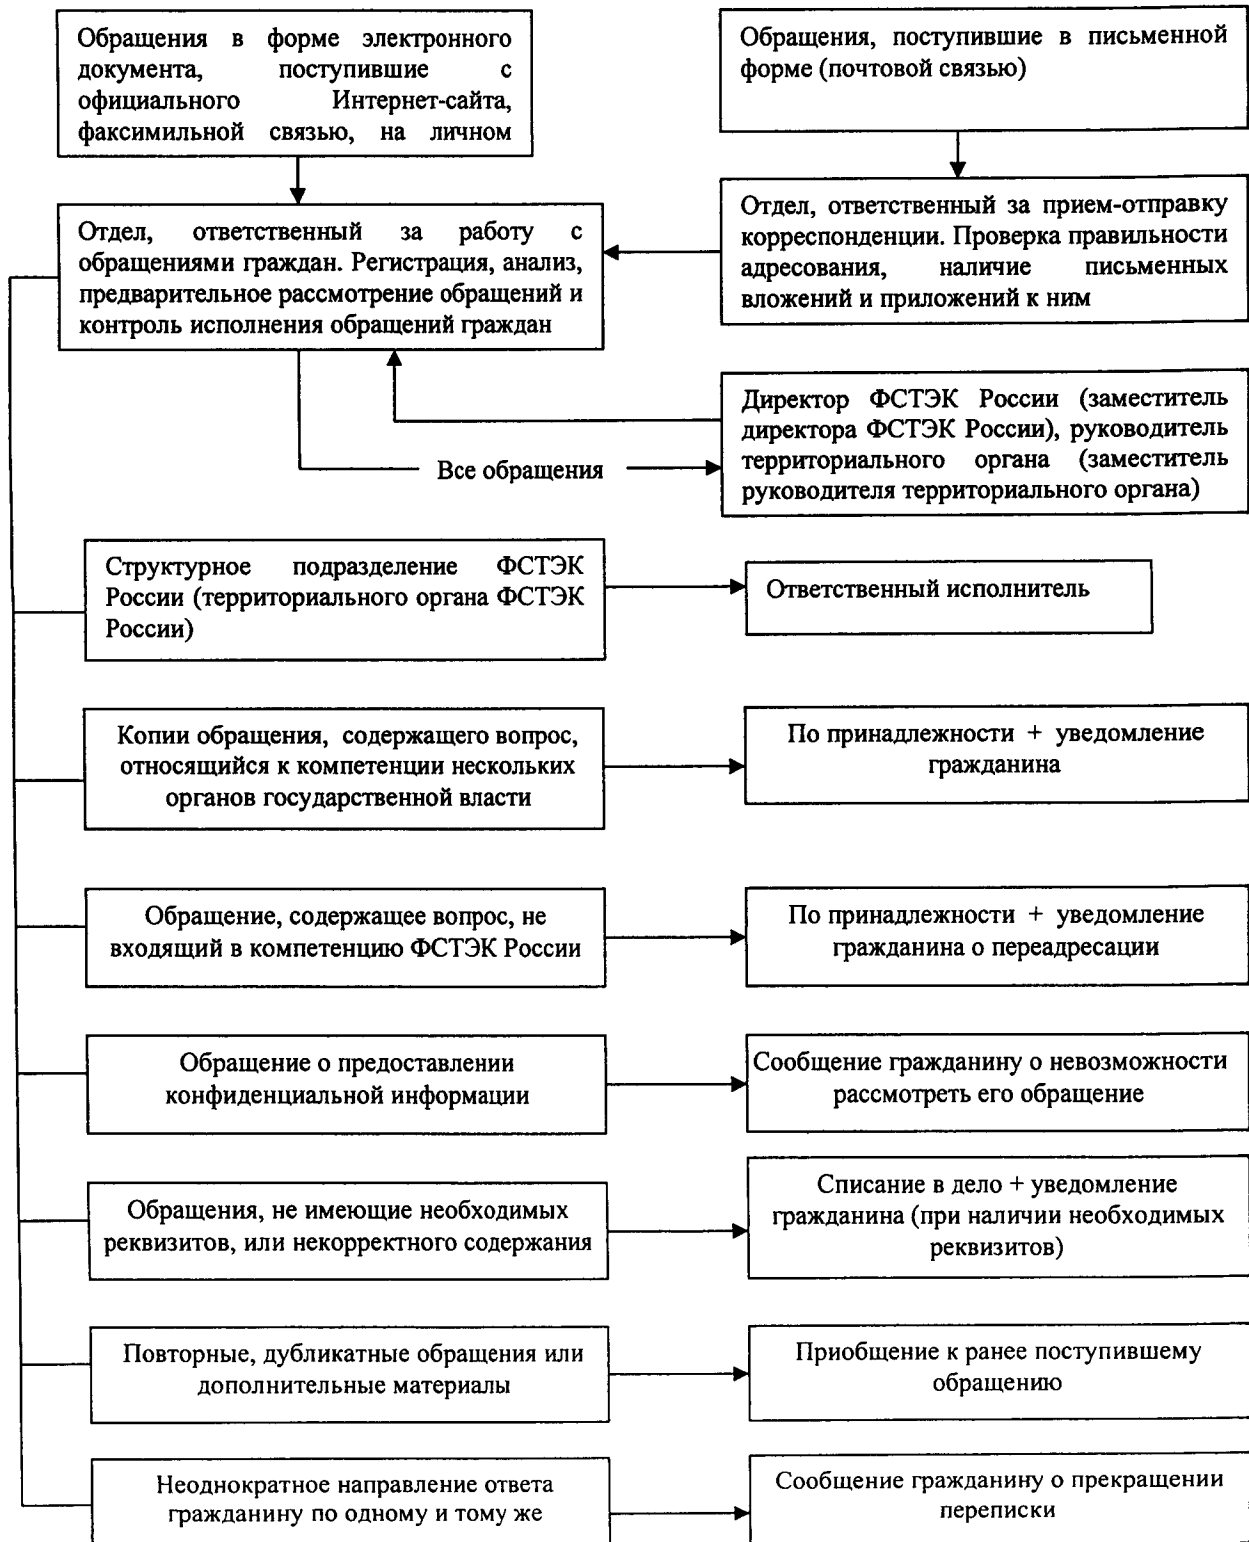 Обращения в форме электронного
документа, поступившие с
официального Интернет-сайта,
факсимильной связью, на личном
Обращения, поступившие в письменной
форме (почтовой связью)
Отдел, ответственный за работу с
обращениями граждан. Регистрация, анализ,
предварительное рассмотрение обращений и
контроль исполнения обращений граждан
Отдел, ответственный за прием-отправку
корреспонденции. Проверка правильности
адресования, наличие письменных
вложений и приложений к ним
Директор ФСТЭК России (заместитель
директора ФСТЭК России), руководитель
территориального органа (заместитель
руководителя территориального органа)
Все обращения
Структурное подразделение ФСТЭК
России (территориального органа ФСТЭК
России)
Ответственный исполнитель
Копии обращения, содержащего вопрос,
относящийся к компетенции нескольких
органов государственной власти
По принадлежности + уведомление
гражданина
Обращение, содержащее вопрос, не
входящий в компетенцию ФСТЭК России
По принадлежности + уведомление
гражданина о переадресации
Обращение о предоставлении
конфиденциальной информации
Сообщение гражданину о невозможности
рассмотреть его обращение
Обращения, не имеющие необходимых
реквизитов, или некорректного содержания
Списание в дело + уведомление
гражданина (при наличии необходимых
реквизитов)
Повторные, дубликатные обращения или
дополнительные материалы
Приобщение к ранее поступившему
обращению
Неоднократное направление ответа
гражданину по одному и тому же
Сообщение гражданину о прекращении
переписки